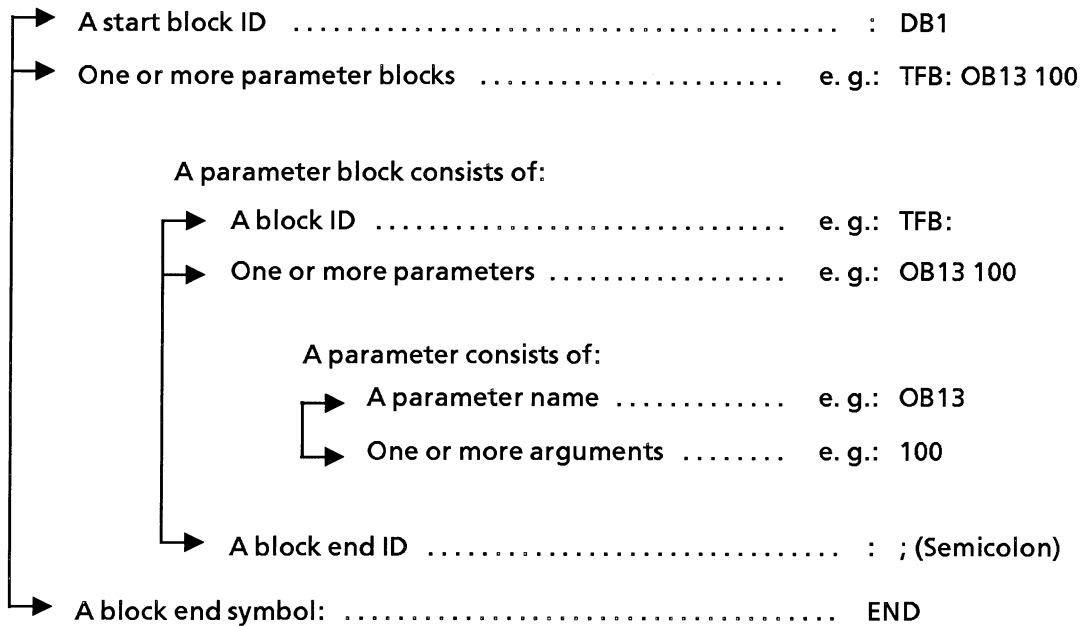 A start block ID ......................................... : DB1
One or more parameter blocks ....................... e. g.: TFB: OB13 100
A parameter block consists of:
A block ID ............................... e. g.: TFB:
One or more parameters .................. e. g.: OB13 100
A parameter consists of:
A parameter name ............. e. g.: OB13
One or more arguments ........ e. g.: 100
A block end ID ............................... : ; (Semicolon)
A block end symbol: ..................................... END